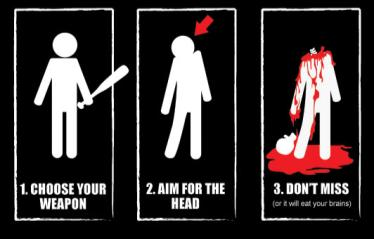 1. CHOOSE YOUR
WEAPON
2. AIM FOR THE
HEAD
3. DON'T MISS
(or it will eat your brains)